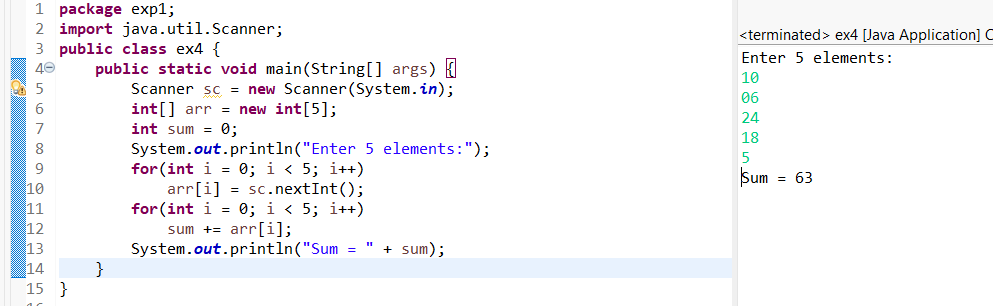 1 package exp1;
2 import java.util.Scanner;
3 public class ex4 {
4 public static void main(String[] args) {
5 Scanner sc = new Scanner(System.in);
6 int[] arr = new int[5];
7 int sum = 0;
8 System.out.println("Enter 5 elements:");
9 for(int i = 0; i < 5; i++)
10 arr[i] = sc.nextInt();
11 for(int i = 0; i < 5; i++)
12 sum += arr[i];
13 System.out.println("Sum = " + sum);
14 }
15 }
<terminated> ex4 [Java Application] C
Enter 5 elements:
10
06
24
18
5
Sum = 63